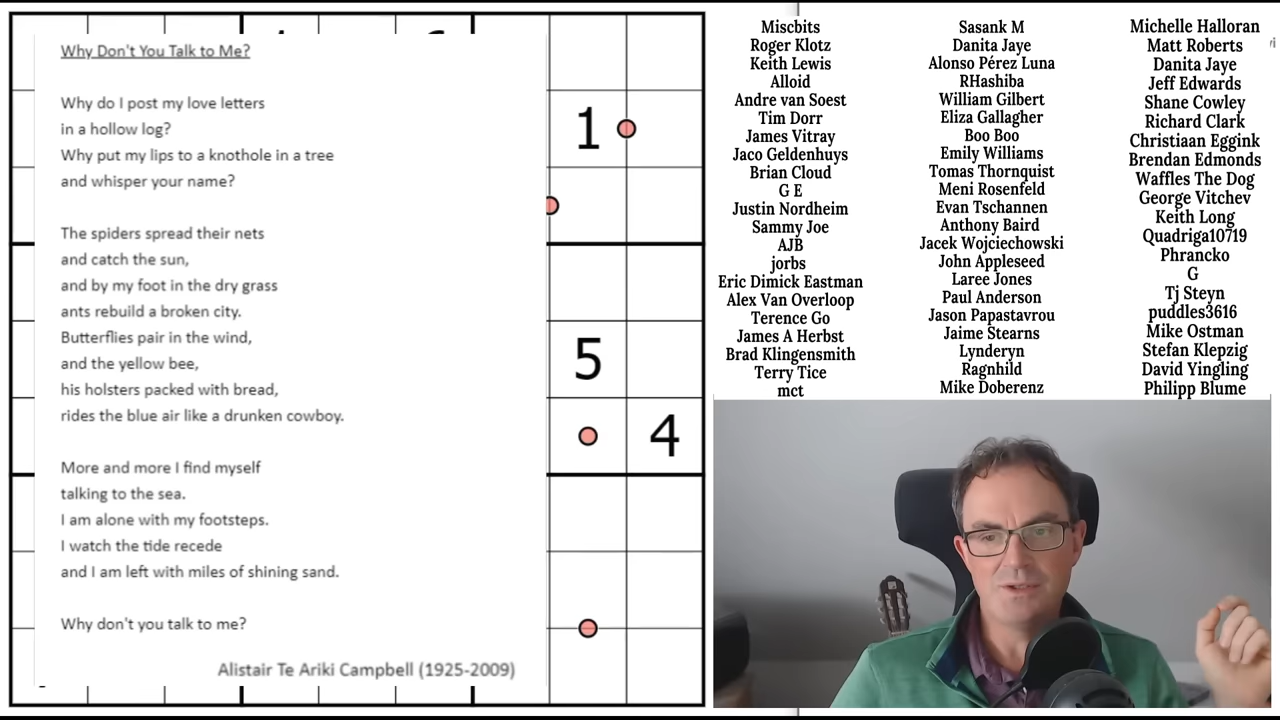 Why Don't You Talk to Me?
Why do I post my love letters
in a hollow log?
Why put my lips to a knothole in a tree
and whisper your name?
The spiders spread their nets
and catch the sun,
and by my foot in the dry grass
ants rebuild a broken city.
Butterflies pair in the wind,
and the yellow bee,
his holsters packed with bread,
rides the blue air like a drunken cowboy.
More and more I find myself
talking to the sea.
I am alone with my footsteps.
I watch the tide recede
and I am left with miles of shining sand.
Why don't you talk to me?
Alistair Te Ariki Campbell (1925-2009)
1
5
4
Miscbits
Roger Klotz
Keith Lewis
Alloid
Andre van Soest
Tim Dorr
James Vitray
Jaco Geldenhuys
Brian Cloud
G E
Justin Nordheim
Sammy Joe
AJB
jorbs
Eric Dimick Eastman
Alex Van Overloop
Terence Go
James A Herbst
Brad Klingensmith
Terry Tice
mct
Sasank M
Danita Jaye
Alonso Pérez Luna
RHashiba
William Gilbert
Eliza Gallagher
Boo Boo
Emily Williams
Tomas Thornquist
Meni Rosenfeld
Evan Tschannen
Anthony Baird
Jacek Wojciechowski
John Appleseed
Laree Jones
Paul Anderson
Jason Papastavrou
Jaime Stearns
Lynderyn
Ragnhild
Mike Doberenz
Michelle Halloran
Matt Roberts
Danita Jaye
Jeff Edwards
Shane Cowley
Richard Clark
Christiaan Eggink
Brendan Edmonds
Waffles The Dog
George Vitchev
Keith Long
Quadriga10719
Phrancko
G
Tj Steyn
puddles3616
Mike Ostman
Stefan Klepzig
David Yingling
Philipp Blume